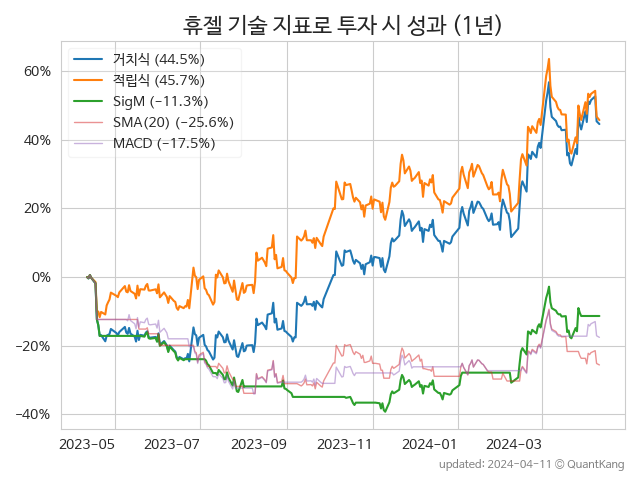 휴젤 기술 지표로 투자 시 성과 (1년)
거치식 (44.5%)
적립식 (45.7%)
SigM (−11.3%)
SMA(20) (−25.6%)
MACD (−17.5%)
60%
40%
20%
0%
−20%
−40%
2023-05 2023-07 2023-09 2023-11 2024-01 2024-03
updated: 2024-04-11 © QuantKang